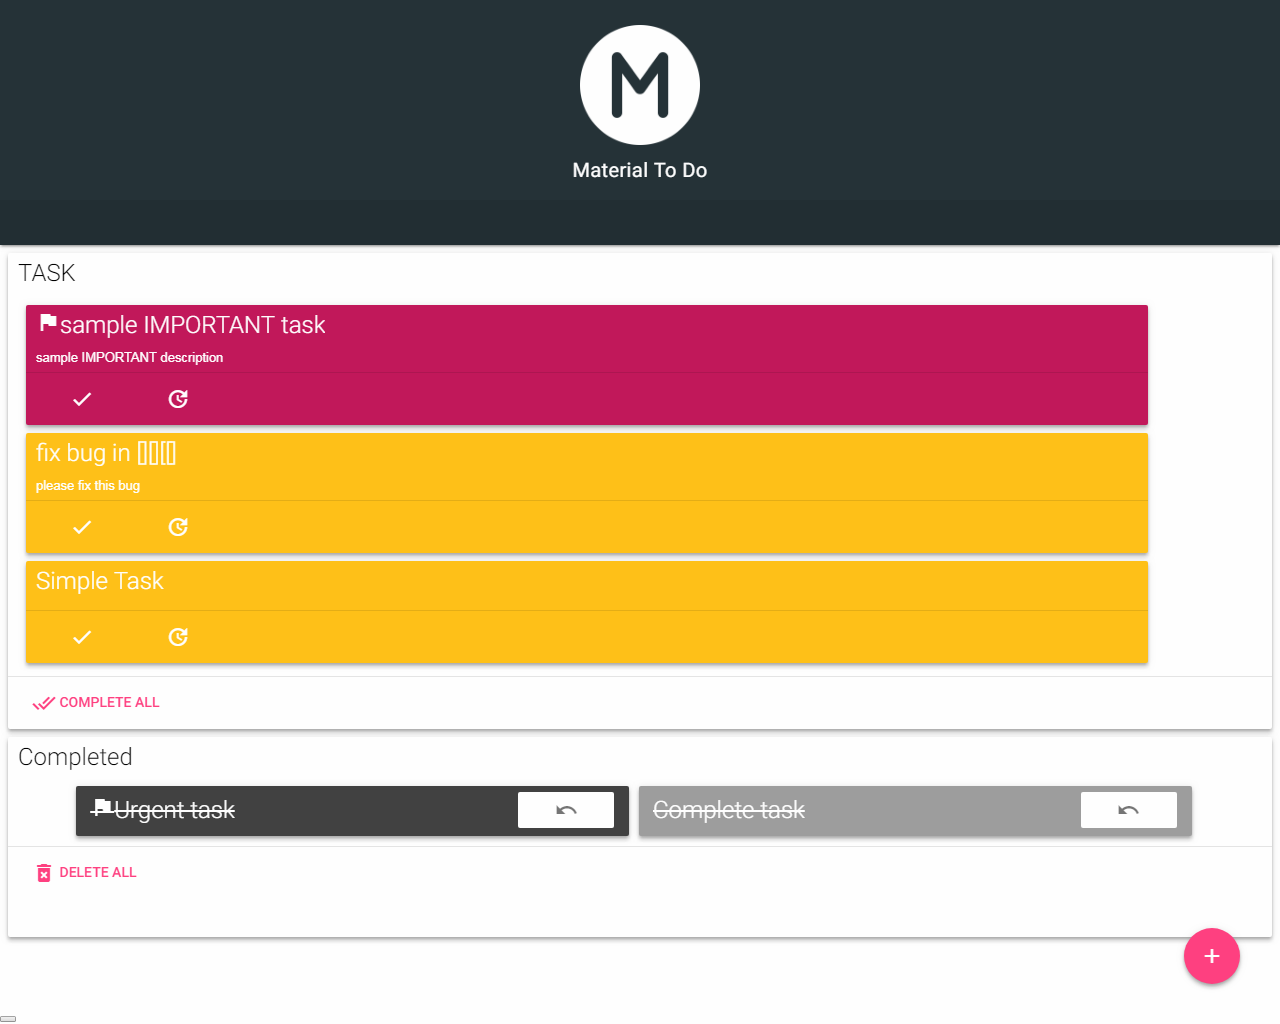 M
Material To Do
TASK
sample IMPORTANT task
sample IMPORTANT description
fix bug in [][][[]
please fix this bug
Simple Task
COMPLETE ALL
Completed
Urgent task
Complete task
DELETE ALL